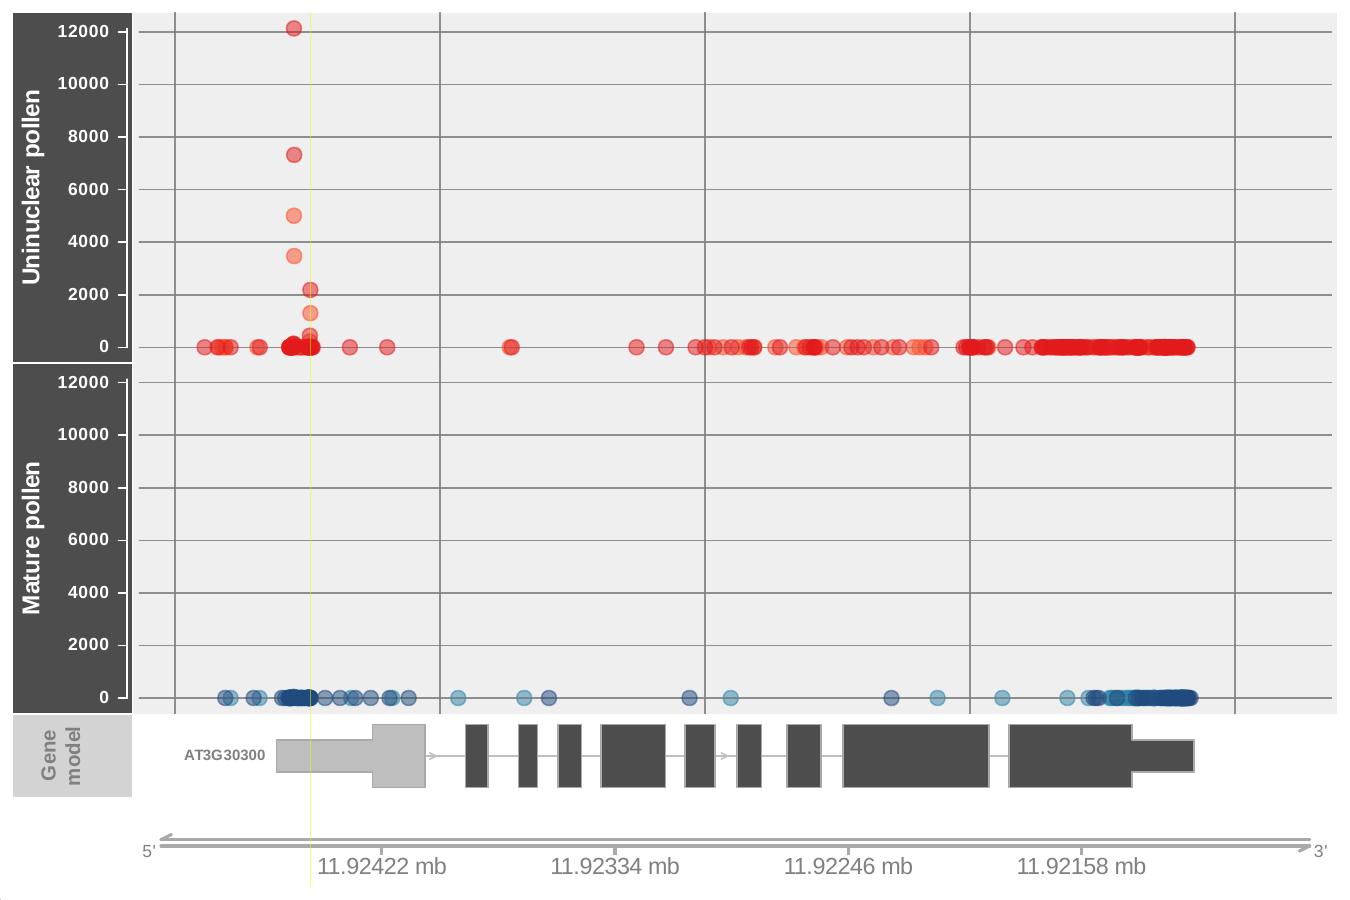 Uninuclear pollen
12000
10000
8000
6000
4000
2000
0
Mature pollen
12000
10000
8000
6000
4000
2000
0
Gene
model
AT3G30300
5'
3'
11.92422 mb
11.92334 mb
11.92246 mb
11.92158 mb